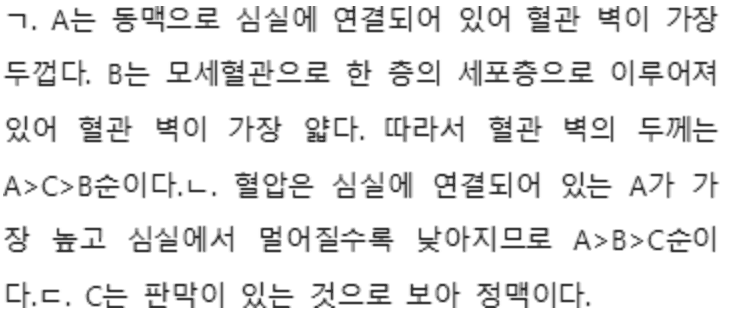 ㄱ. A는 동맥으로 심실에 연결되어 있어 혈관 벽이 가장
두껍다. B는 모세혈관으로 한 층의 세포층으로 이루어져
있어 혈관 벽이 가장 얇다. 따라서 혈관 벽의 두께는
A>C>B순이다.ㄴ. 혈압은 심실에 연결되어 있는 A가 가
장 높고 심실에서 멀어질수록 낮아지므로 A>B>C순이
다.ㄷ. C는 판막이 있는 것으로 보아 정맥이다.